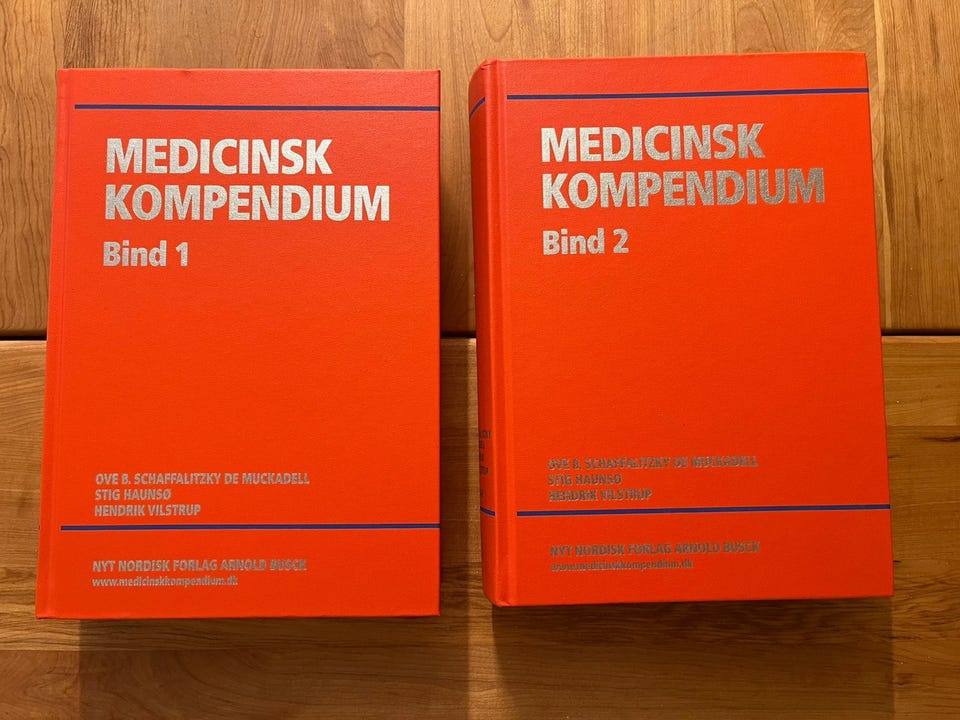 MEDICINSK
KOMPENDIUM
Bind 1
OVE B. SCHAFFALITZKY DE MUCKADELL
STIG HAUNSØ
HENDRIK VILSTRUP
NYT NORDISK FORLAG ARNOLD BUSCK
www.medicinskkompendium.dk
MEDICINSK
KOMPENDIUM
Bind 2
OVE B. SCHAFFALITZKY DE MUCKADELL
STIG HAUNSØ
HENDRIK VILSTRUP
NYT NORDISK FORLAG ARNOLD BUSCK
www.medicinskkompendium.dk